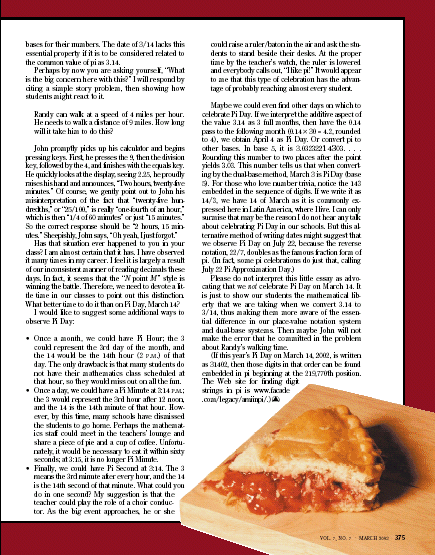 bases for their numbers. The date of 3/14 lacks this
essential property if it is to be considered related to
the common value of pi as 3.14.
Perhaps by now you are asking yourself, "What
is the big concern here with this?" I will respond by
citing a simple story problem, then showing how
students might react to it.
Randy can walk at a speed of 4 miles per hour.
He needs to walk a distance of 9 miles. How long
will it take him to do this?
John promptly picks up his calculator and begins
pressing keys. First, he presses the 9, then the division
key, followed by the 4, and finishes with the equals key.
He quickly looks at the display, seeing 2.25, he proudly
raises his hand and announces, "Two hours, twenty-five
minutes." Of course, we gently point out to John his
misinterpretation of the fact that "twenty-five hun-
dredths," or "25/100," is really "one-fourth of an hour,"
which is then "1/4 of 60 minutes" or just "15 minutes."
So the correct response should be "2 hours, 15 min-
utes." Sheepishly, John says, "Oh yeah, I just forgot."
Has that situation ever happened to you in your
class? I am almost certain that it has. I have observed
it many times in my career. I feel it is largely a result
of our inconsistent manner of reading decimals these
days. In fact, it seems that the "N point M" style is
winning the battle. Therefore, we need to devote a lit-
tle time in our classes to point out this distinction.
What better time to do it than on Pi Day, March 14?
I would like to suggest some additional ways to
observe Pi Day:
• Once a month, we could have Pi Hour; the 3
could represent the 3rd day of the month, and
the 14 would be the 14th hour (2 P.M.) of that
day. The only drawback is that many students do
not have their mathematics class scheduled at
that hour, so they would miss out on all the fun.
• Once a day, we could have a Pi Minute at 3:14 P.M.;
the 3 would represent the 3rd hour after 12 noon,
and the 14 is the 14th minute of that hour. How-
ever, by this time, many schools have dismissed
the students to go home. Perhaps the mathemat-
ics staff could meet in the teachers' lounge and
share a piece of pie and a cup of coffee. Unfortu-
nately, it would be necessary to eat it within sixty
seconds; at 3:15, it is no longer Pi Minute.
• Finally, we could have Pi Second at 3:14. The 3
means the 3rd minute after every hour, and the 14
is the 14th second of that minute. What could you
do in one second? My suggestion is that the
teacher could play the role of a choir conduc-
tor. As the big event approaches, he or she
could raise a ruler/baton in the air and ask the stu-
dents to stand beside their desks. At the proper
time by the teacher's watch, the ruler is lowered
and everybody calls out, "I like pi!" It would appear
to me that this type of celebration has the advan-
tage of probably reaching almost every student.
Maybe we could even find other days on which to
celebrate Pi Day. If we interpret the additive aspect of
the value 3.14 as 3 full months, then have the 0.14
pass to the following month (0.14 × 30 = 4.2, rounded
to 4), we obtain April 4 as Pi Day. Or convert pi to
other bases. In base 5, it is 3.0323221 4303. . . .
Rounding this number to two places after the point
yields 3.03. This number tells us that when convert-
ing by the dual-base method, March 3 is Pi Day (base
5). For those who love number trivia, notice the 143
embedded in the sequence of digits. If we write it as
14/3, we have 14 of March as it is commonly ex-
pressed here in Latin America, where I live. I can only
surmise that may be the reason I do not hear any talk
about celebrating Pi Day in our schools. But this al-
ternative method of writing dates might suggest that
we observe Pi Day on July 22, because the reverse
notation, 22/7, doubles as the famous fraction form of
pi. (In fact, some pi celebrations do just that, calling
July 22 Pi Approximation Day.)
Please do not interpret this little essay as advo-
cating that we not celebrate Pi Day on March 14. It
is just to show our students the mathematical lib-
erty that we are taking when we convert 3.14 to
3/14, thus making them more aware of the essen-
tial difference in our place-value notation system
and dual-base systems. Then maybe John will not
make the error that he committed in the problem
about Randy's walking time.
(If this year's Pi Day on March 14, 2002, is written
as 31402, then those digits in that order can be found
embedded in pi beginning at the 219,770th position.
The Web site for finding digit
strings in pi is www.facade
.com/legacy/amiinpi/.)
VOL. 7, NO. 7 · MARCH 2002 375